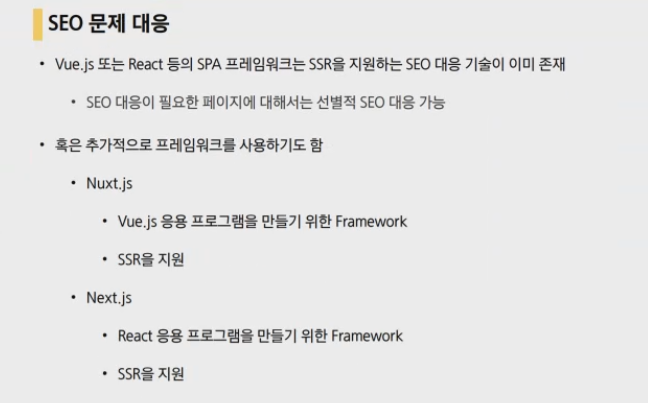 SEO 문제 대응
• Vue.js 또는 React 등의 SPA 프레임워크는 SSR을 지원하는 SEO 대응 기술이 이미 존재
• SEO 대응이 필요한 페이지에 대해서는 선별적 SEO 대응 가능
• 혹은 추가적으로 프레임워크를 사용하기도 함
• Nuxt.js
• Vue.js 응용 프로그램을 만들기 위한 Framework
• SSR을 지원
• Next.js
• React 응용 프로그램을 만들기 위한 Framework
• SSR을 지원